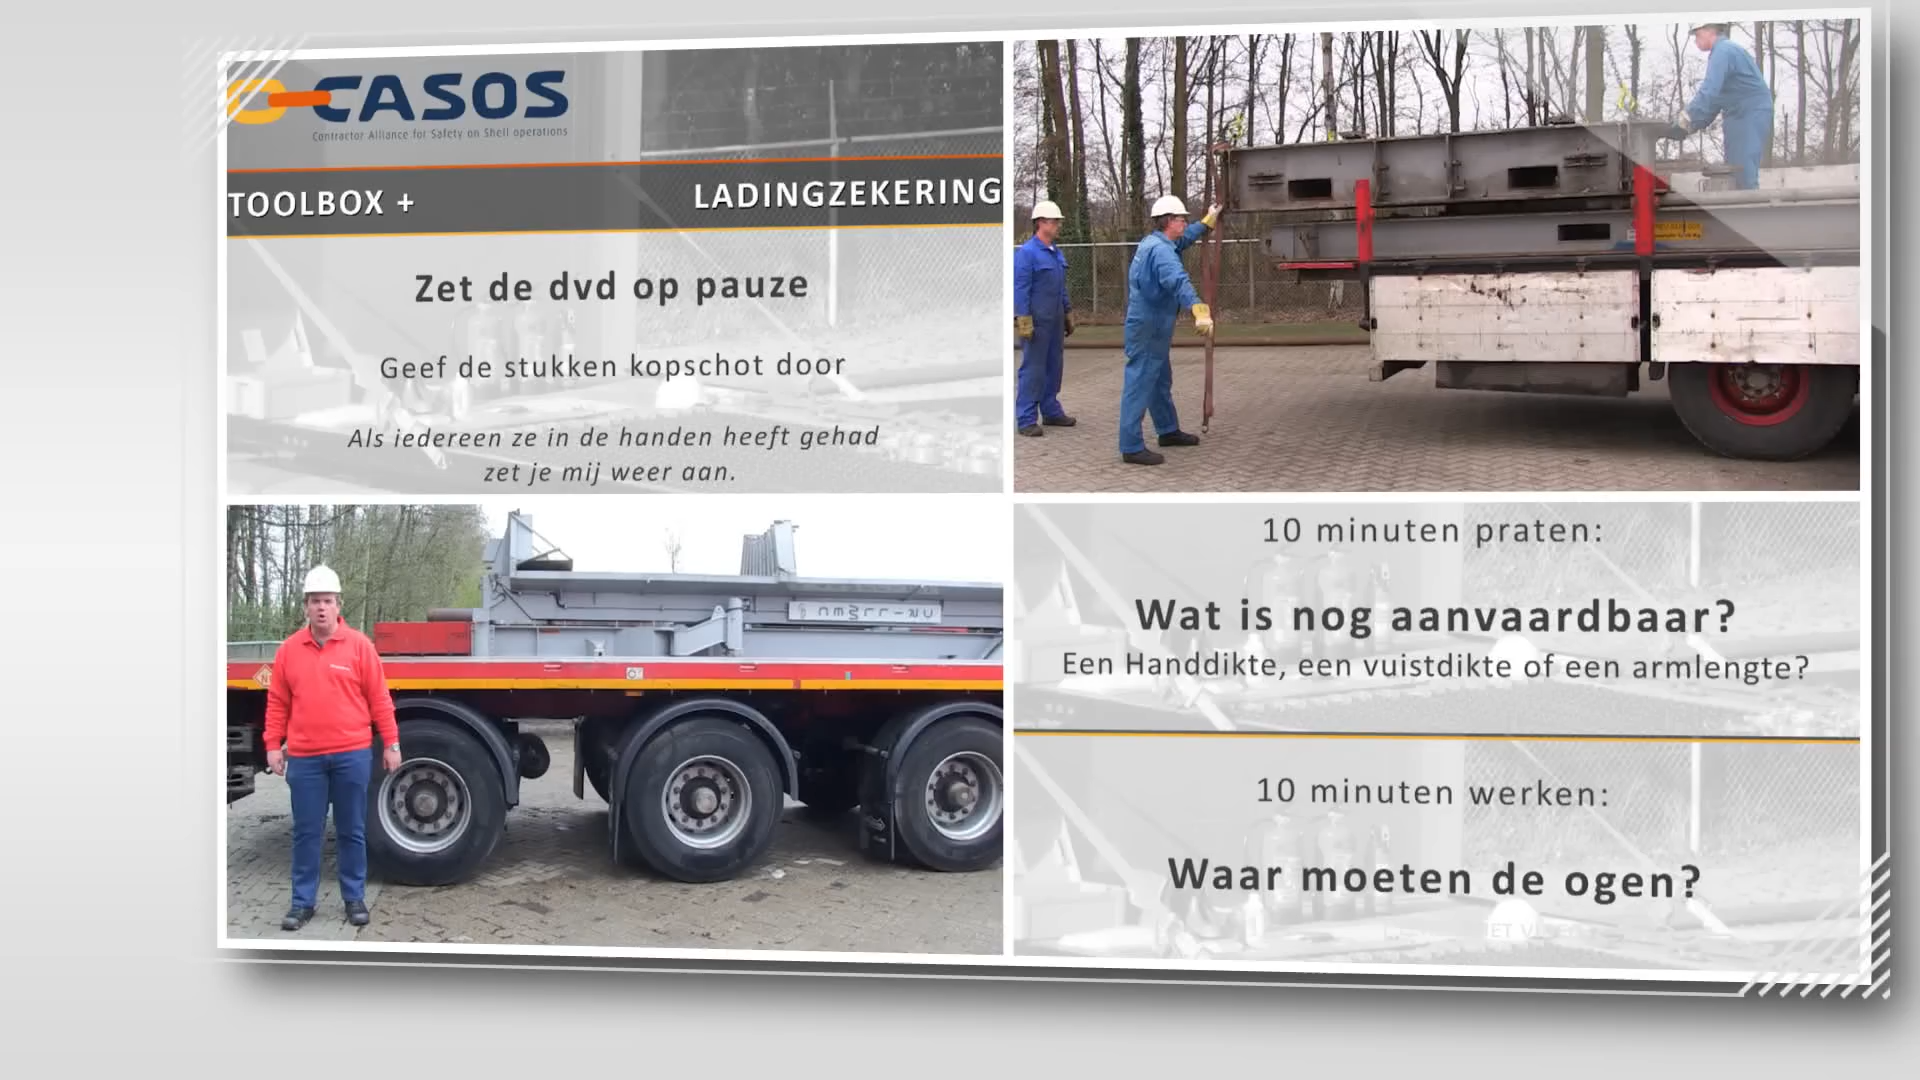 CASOS
Contractor Alliance for Safety on Shell operations
TOOLBOX + LADINGZEKERING
Zet de dvd op pauze
Geef de stukken kopschot door
Als iedereen ze in de handen heeft gehad
zet je mij weer aan.
10 minuten praten:
Wat is nog aanvaardbaar?
Een Handdikte, een vuistdikte of een armlengte?
10 minuten werken:
Waar moeten de ogen?